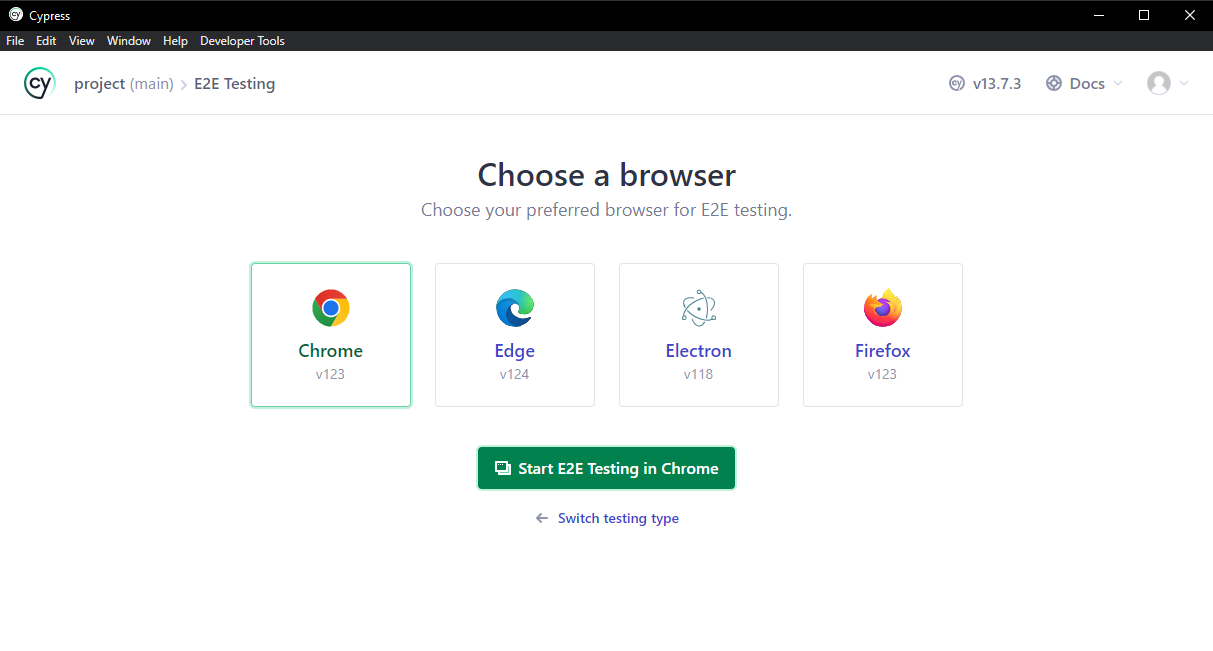 Cypress
File Edit View Window Help Developer Tools
cy project (main) > E2E Testing cy v13.7.3 Docs
Choose a browser
Choose your preferred browser for E2E testing.
Chrome Edge Electron Firefox
v123 v124 v118 v123
Start E2E Testing in Chrome
← Switch testing type